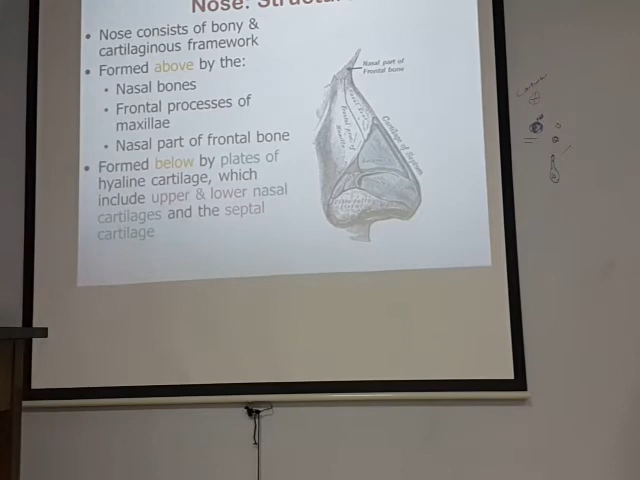 Nose: Structure
• Nose consists of bony &
cartilaginous framework
• Formed above by the:
• Nasal bones
• Frontal processes of
maxillae
• Nasal part of frontal bone
• Formed below by plates of
hyaline cartilage, which
include upper & lower nasal
cartilages and the septal
cartilage
Nasal part of
Frontal bone
Cartilage of Septum